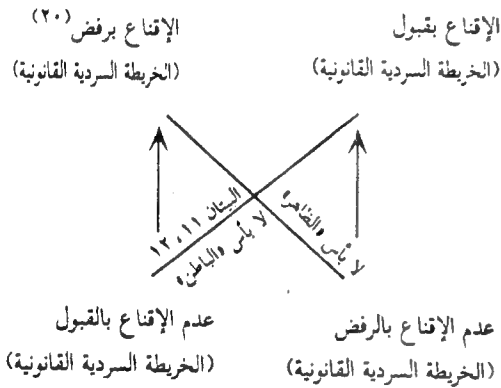 الإقناع بقبول
(الخريطة السردية القانونية)
الإقناع برفض (٢٠)
(الخريطة السردية القانونية)
البيتان ١١، ١٢
لا بأس «الباطن»
لا بأس «الظاهر»
عدم الإقناع بالرفض
(الخريطة السردية القانونية)
عدم الإقناع بالقبول
(الخريطة السردية القانونية)